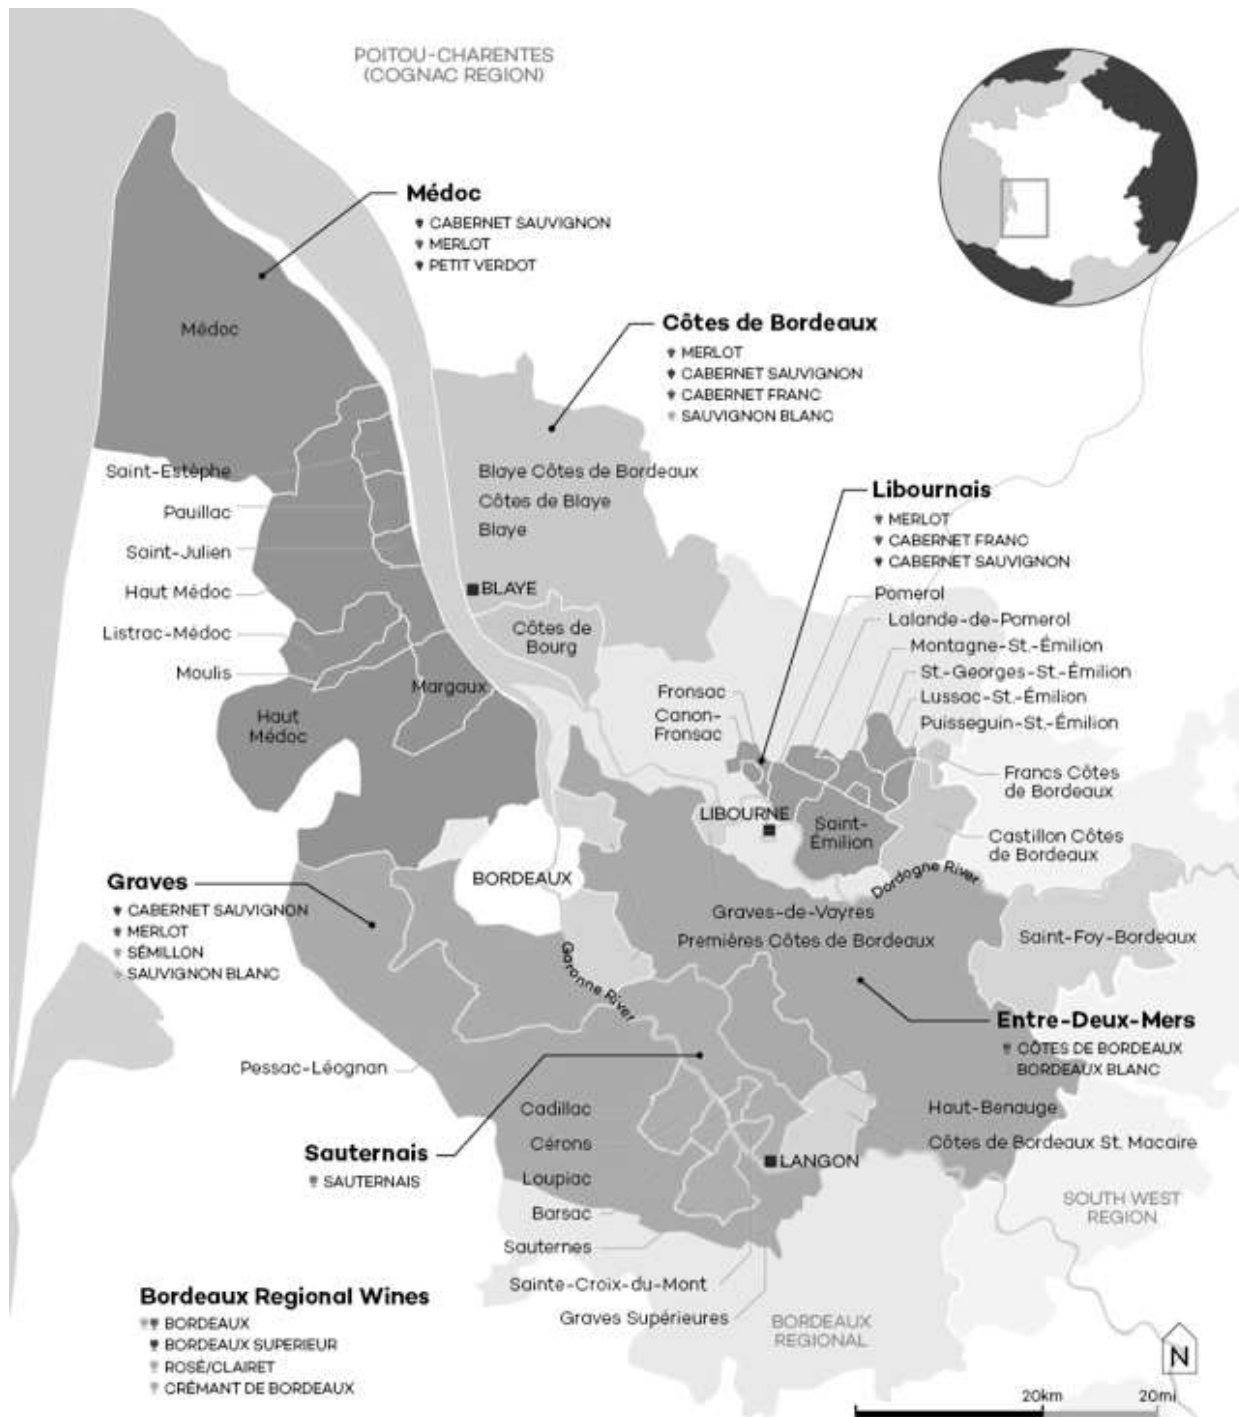 POITOU-CHARENTES
(COGNAC REGION)
Médoc
CABERNET SAUVIGNON
MERLOT
PETIT VERDOT
Médoc
Côtes de Bordeaux
MERLOT
CABERNET SAUVIGNON
CABERNET FRANC
SAUVIGNON BLANC
Saint-Estèphe
Pauillac
Saint-Julien
Haut Médoc
Listrac-Médoc
Moulis
Haut
Médoc
Margaux
Blaye Côtes de Bordeaux
Côtes de Blaye
Blaye
BLAYE
Côtes de
Bourg
Libournais
MERLOT
CABERNET FRANC
CABERNET SAUVIGNON
Pomerol
Lalande-de-Pomerol
Montagne-St.-Émilion
St.-Georges-St.-Émilion
Lussac-St.-Émilion
Puisseguin-St.-Émilion
Fronsac
Canon-
Fronsac
Francs Côtes
de Bordeaux
LIBOURNE
Saint-
Émilion
Castillon Côtes
de Bordeaux
Dordogne River
BORDEAUX
Graves
CABERNET SAUVIGNON
MERLOT
SÉMILLON
SAUVIGNON BLANC
Graves-de-Vayres
Premières Côtes de Bordeaux
Saint-Foy-Bordeaux
Garonne River
Entre-Deux-Mers
CÔTES DE BORDEAUX
BORDEAUX BLANC
Pessac-Léognan
Cadillac
Cérons
Loupiac
Barsac
Sauternes
Sainte-Croix-du-Mont
Graves Supérieures
Sauternais
SAUTERNAIS
LANGON
Haut-Benauge
Côtes de Bordeaux St. Macaire
SOUTH WEST
REGION
BORDEAUX
REGIONAL
Bordeaux Regional Wines
BORDEAUX
BORDEAUX SUPERIEUR
ROSÉ/CLAIRET
CRÉMANT DE BORDEAUX
N
20km 20mi